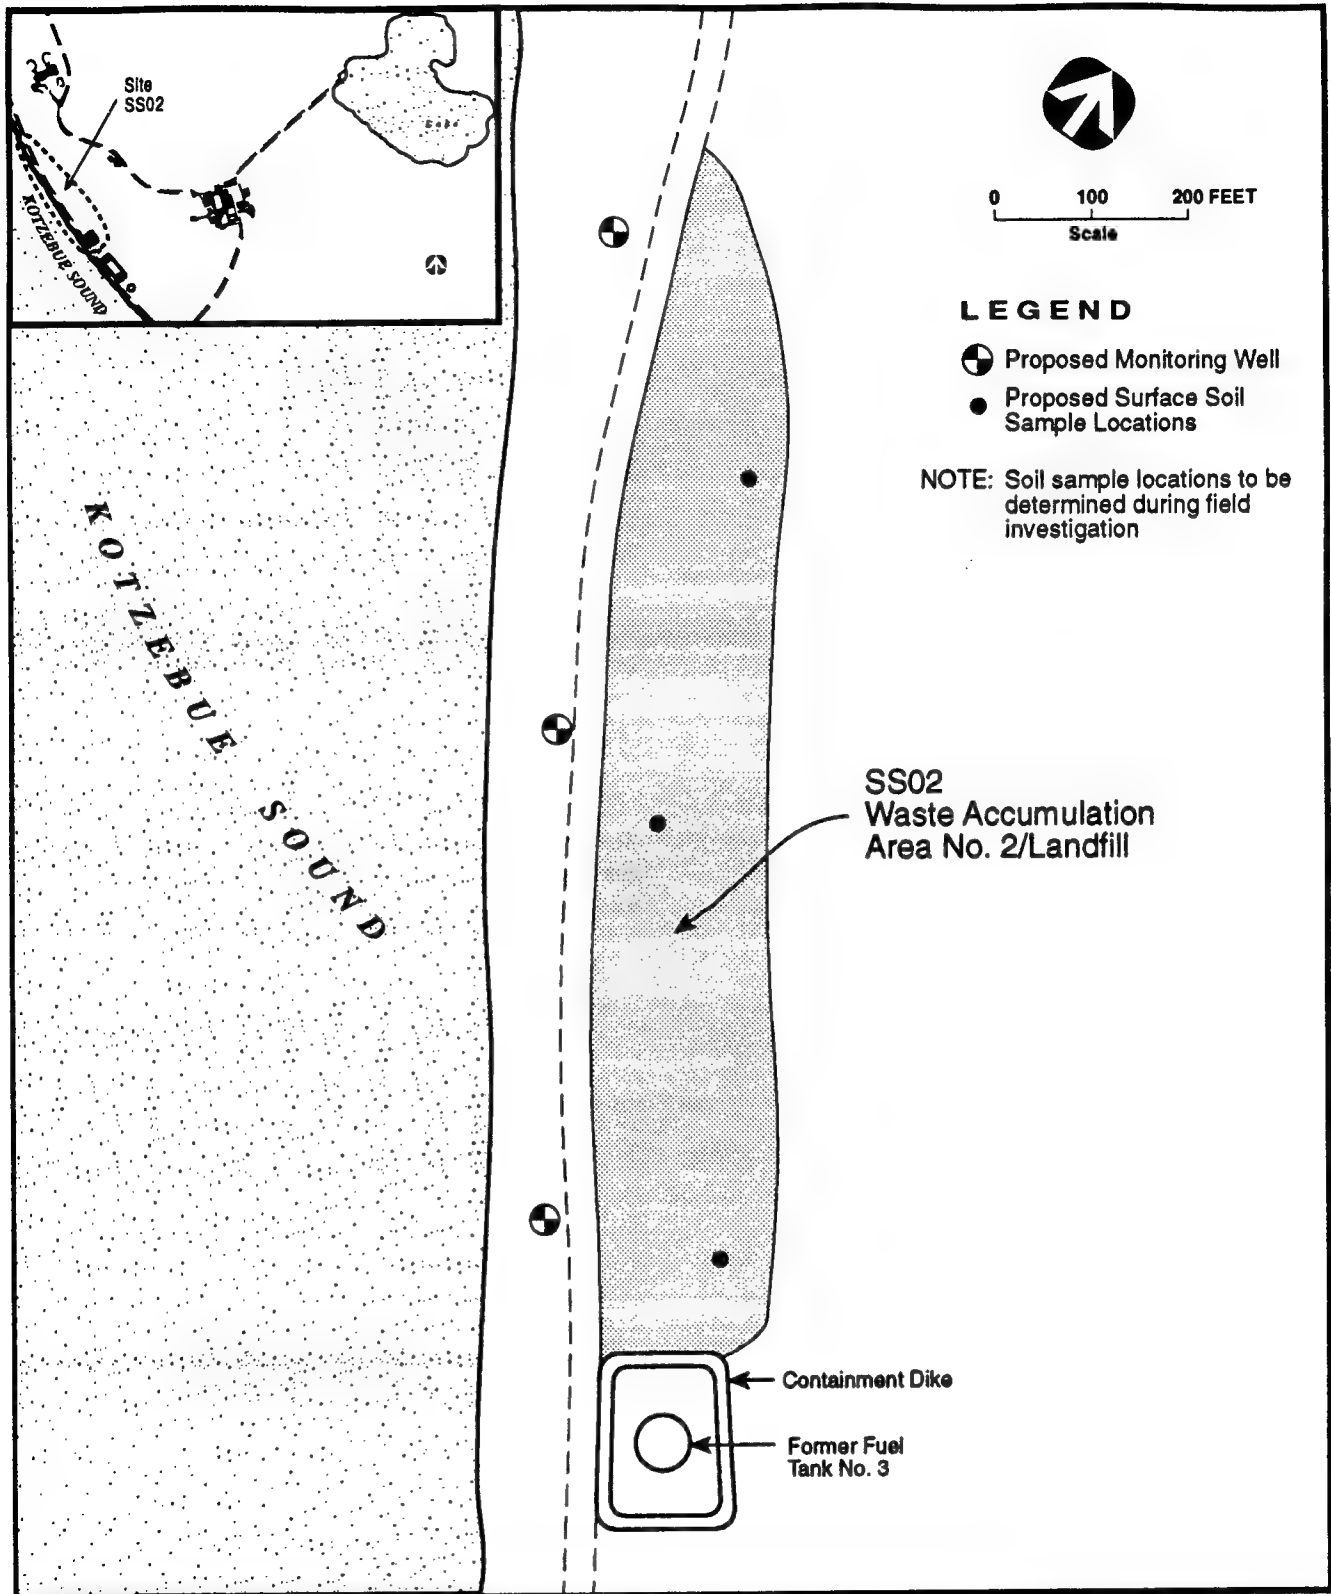 Site
SS02
KOTZEBUE SOUND
0 100 200 FEET
Scale
LEGEND
Proposed Monitoring Well
Proposed Surface Soil
Sample Locations
NOTE: Soil sample locations to be
determined during field
investigation
KOTZEBUE SOUND
SS02
Waste Accumulation
Area No. 2/Landfill
Containment Dike
Former Fuel
Tank No. 3